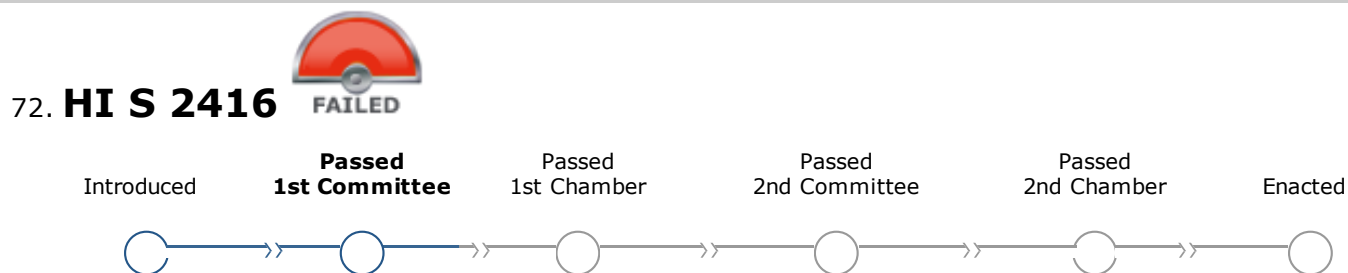 72. HI S 2416
FAILED
Introduced
Passed
1st Committee
Passed
1st Chamber
Passed
2nd Committee
Passed
2nd Chamber
Enacted